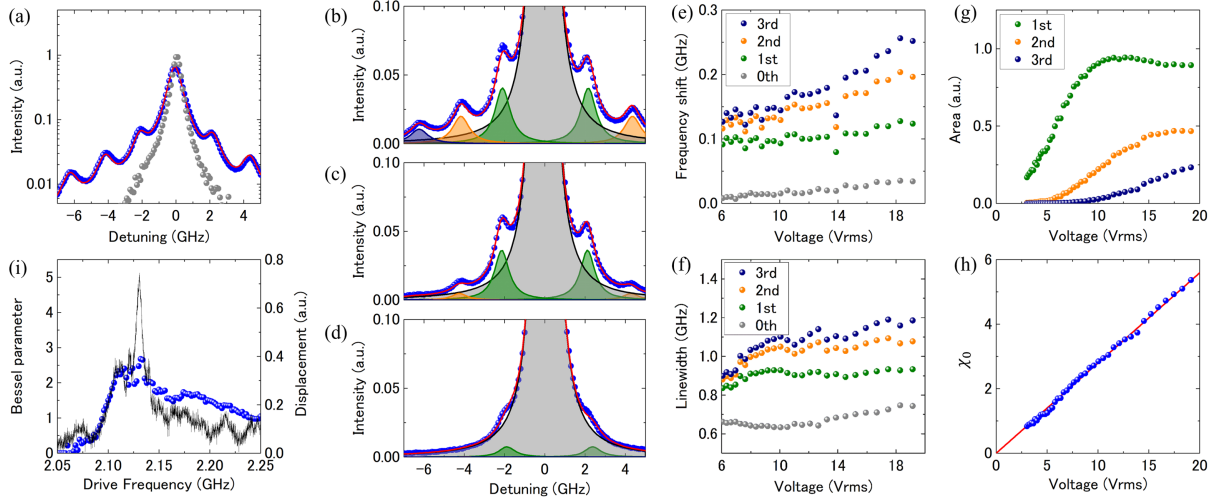 (a)
Intensity (a.u.)
1
0.1
0.01
-6 -4 -2 0 2 4
Detuning (GHz)
(b)
Intensity (a.u.)
0.10
0.05
0.00
(c)
Intensity (a.u.)
0.10
0.05
0.00
(d)
Intensity (a.u.)
0.10
0.05
0.00
-6 -4 -2 0 2 4
Detuning (GHz)
(e)
Frequency shift (GHz)
0.3
0.2
0.1
0.0
3rd
2nd
1st
0th
6 8 10 12 14 16 18
Voltage (Vrms)
(f)
Linewidth (GHz)
1.4
1.2
1.0
0.8
0.6
3rd
2nd
1st
0th
6 8 10 12 14 16 18
Voltage (Vrms)
(g)
Area (a.u.)
1.0
0.5
0.0
1st
2nd
3rd
0 5 10 15 20
Voltage (Vrms)
(h)
χ0
6
4
2
0
0 5 10 15 20
Voltage (Vrms)
(i)
Bessel parameter
5
4
3
2
1
0
Displacement (a.u.)
0.8
0.6
0.4
0.2
0.0
2.05 2.10 2.15 2.20 2.25
Drive Frequency (GHz)